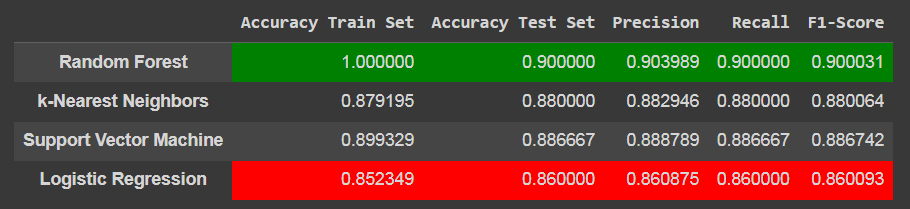 Accuracy Train Set Accuracy Test Set Precision Recall F1-Score
Random Forest 1.000000 0.900000 0.903989 0.900000 0.900031
k-Nearest Neighbors 0.879195 0.880000 0.882946 0.880000 0.880064
Support Vector Machine 0.899329 0.886667 0.888789 0.886667 0.886742
Logistic Regression 0.852349 0.860000 0.860875 0.860000 0.860093